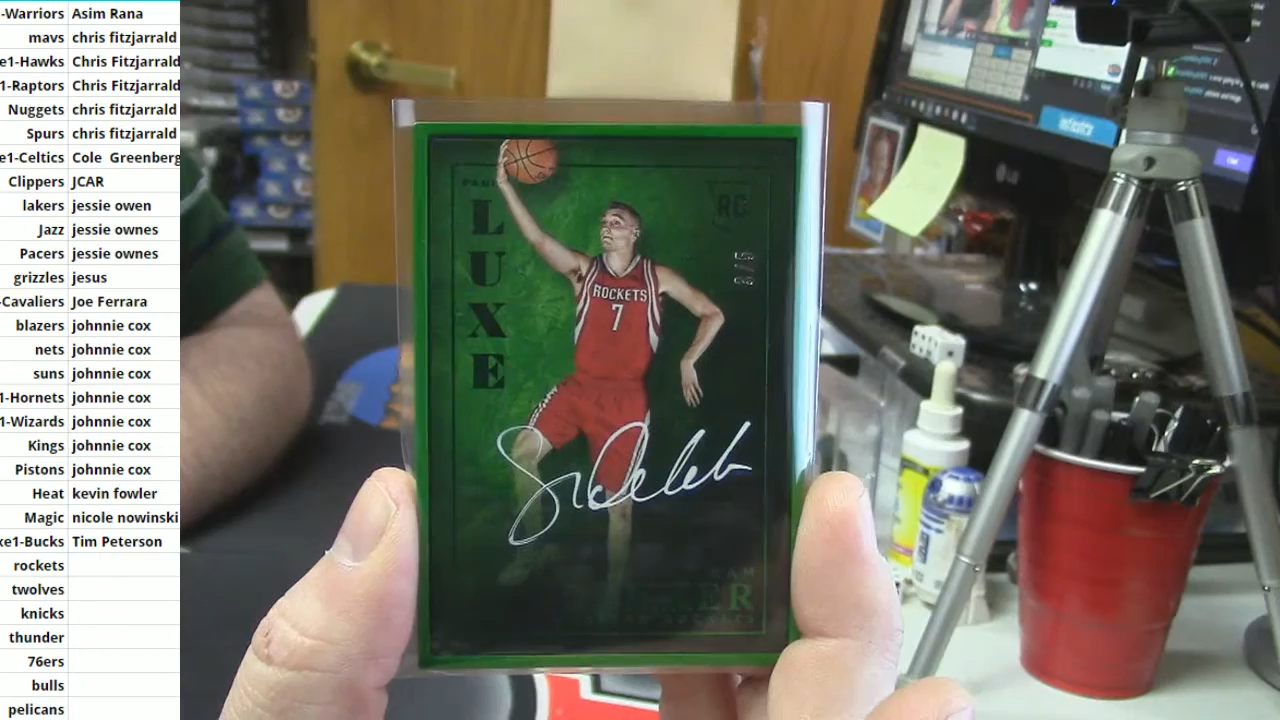 -Warriors Asim Rana
mavs chris fitzjarrald
e1-Hawks Chris Fitzjarrald
1-Raptors Chris Fitzjarrald
Nuggets chris fitzjarrald
Spurs chris fitzjarrald
e1-Celtics Cole Greenberg
Clippers JCAR
lakers jessie owen
Jazz jessie ownes
Pacers jessie ownes
grizzles jesus
-Cavaliers Joe Ferrara
blazers johnnie cox
nets johnnie cox
suns johnnie cox
1-Hornets johnnie cox
1-Wizards johnnie cox
Kings johnnie cox
Pistons johnnie cox
Heat kevin fowler
Magic nicole nowinski
xe1-Bucks Tim Peterson
rockets
twolves
knicks
thunder
76ers
bulls
pelicans
LUXE
RC
ROCKETS
7
LG